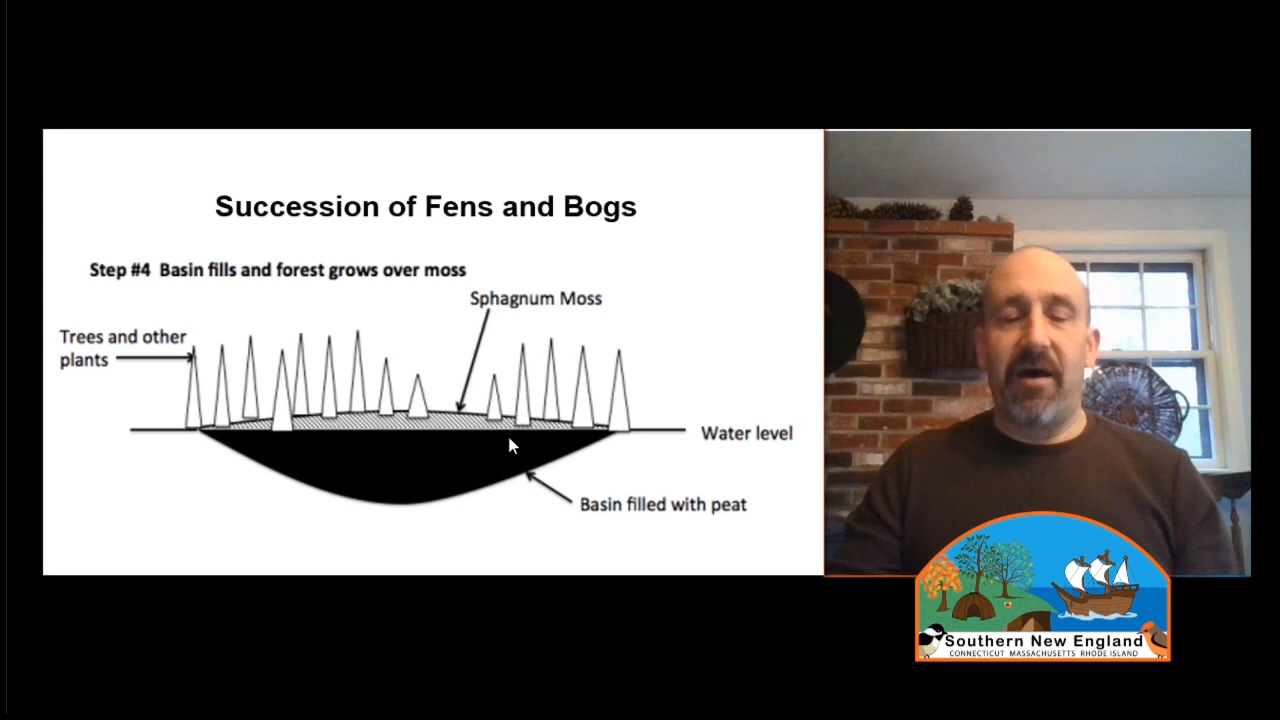 Succession of Fens and Bogs
Step #4 Basin fills and forest grows over moss
Sphagnum Moss
Trees and other
plants
Water level
Basin filled with peat
Southern New England
CONNECTICUT MASSACHUSETTS RHODE ISLAND